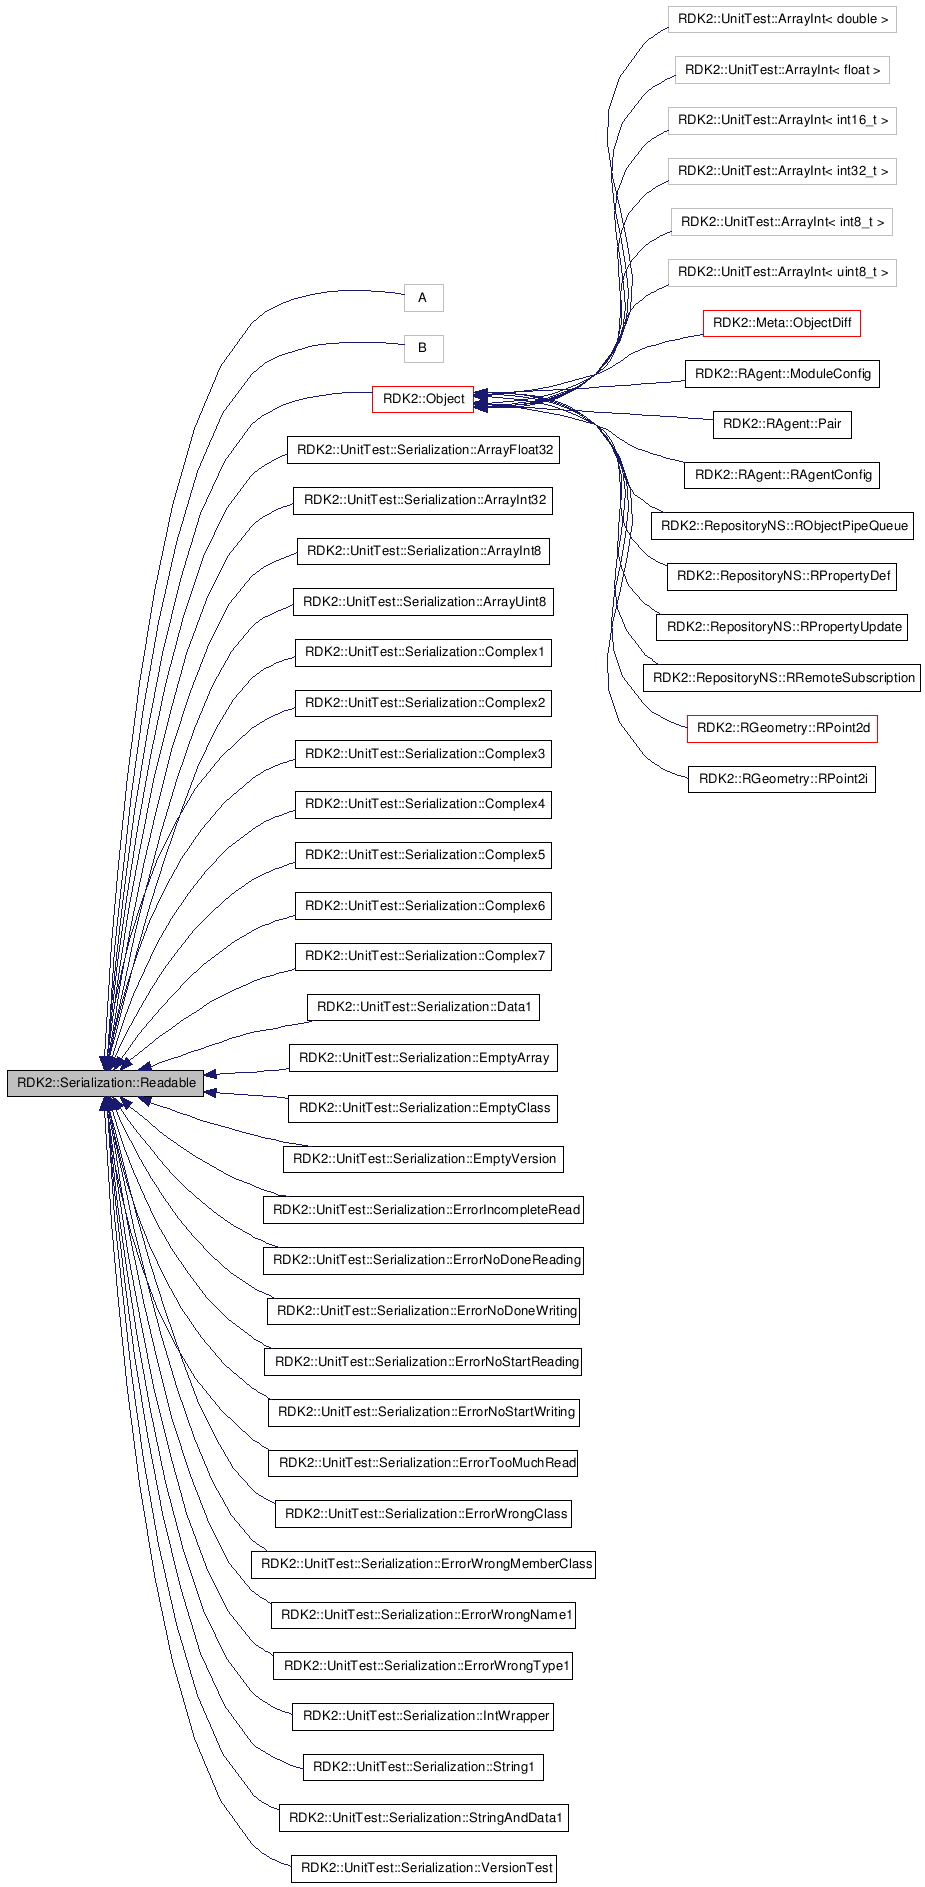 RDK2::UnitTest::ArrayInt< double >
RDK2::UnitTest::ArrayInt< float >
RDK2::UnitTest::ArrayInt< int16_t >
RDK2::UnitTest::ArrayInt< int32_t >
RDK2::UnitTest::ArrayInt< int8_t >
RDK2::UnitTest::ArrayInt< uint8_t >
A
RDK2::Meta::ObjectDiff
B
RDK2::RAgent::ModuleConfig
RDK2::Object
RDK2::RAgent::Pair
RDK2::UnitTest::Serialization::ArrayFloat32
RDK2::RAgent::RAgentConfig
RDK2::UnitTest::Serialization::ArrayInt32
RDK2::RepositoryNS::RObjectPipeQueue
RDK2::UnitTest::Serialization::ArrayInt8
RDK2::RepositoryNS::RPropertyDef
RDK2::UnitTest::Serialization::ArrayUint8
RDK2::RepositoryNS::RPropertyUpdate
RDK2::UnitTest::Serialization::Complex1
RDK2::RepositoryNS::RRemoteSubscription
RDK2::UnitTest::Serialization::Complex2
RDK2::RGeometry::RPoint2d
RDK2::UnitTest::Serialization::Complex3
RDK2::RGeometry::RPoint2i
RDK2::UnitTest::Serialization::Complex4
RDK2::UnitTest::Serialization::Complex5
RDK2::UnitTest::Serialization::Complex6
RDK2::UnitTest::Serialization::Complex7
RDK2::UnitTest::Serialization::Data1
RDK2::UnitTest::Serialization::EmptyArray
RDK2::Serialization::Readable
RDK2::UnitTest::Serialization::EmptyClass
RDK2::UnitTest::Serialization::EmptyVersion
RDK2::UnitTest::Serialization::ErrorIncompleteRead
RDK2::UnitTest::Serialization::ErrorNoDoneReading
RDK2::UnitTest::Serialization::ErrorNoDoneWriting
RDK2::UnitTest::Serialization::ErrorNoStartReading
RDK2::UnitTest::Serialization::ErrorNoStartWriting
RDK2::UnitTest::Serialization::ErrorTooMuchRead
RDK2::UnitTest::Serialization::ErrorWrongClass
RDK2::UnitTest::Serialization::ErrorWrongMemberClass
RDK2::UnitTest::Serialization::ErrorWrongName1
RDK2::UnitTest::Serialization::ErrorWrongType1
RDK2::UnitTest::Serialization::IntWrapper
RDK2::UnitTest::Serialization::String1
RDK2::UnitTest::Serialization::StringAndData1
RDK2::UnitTest::Serialization::VersionTest